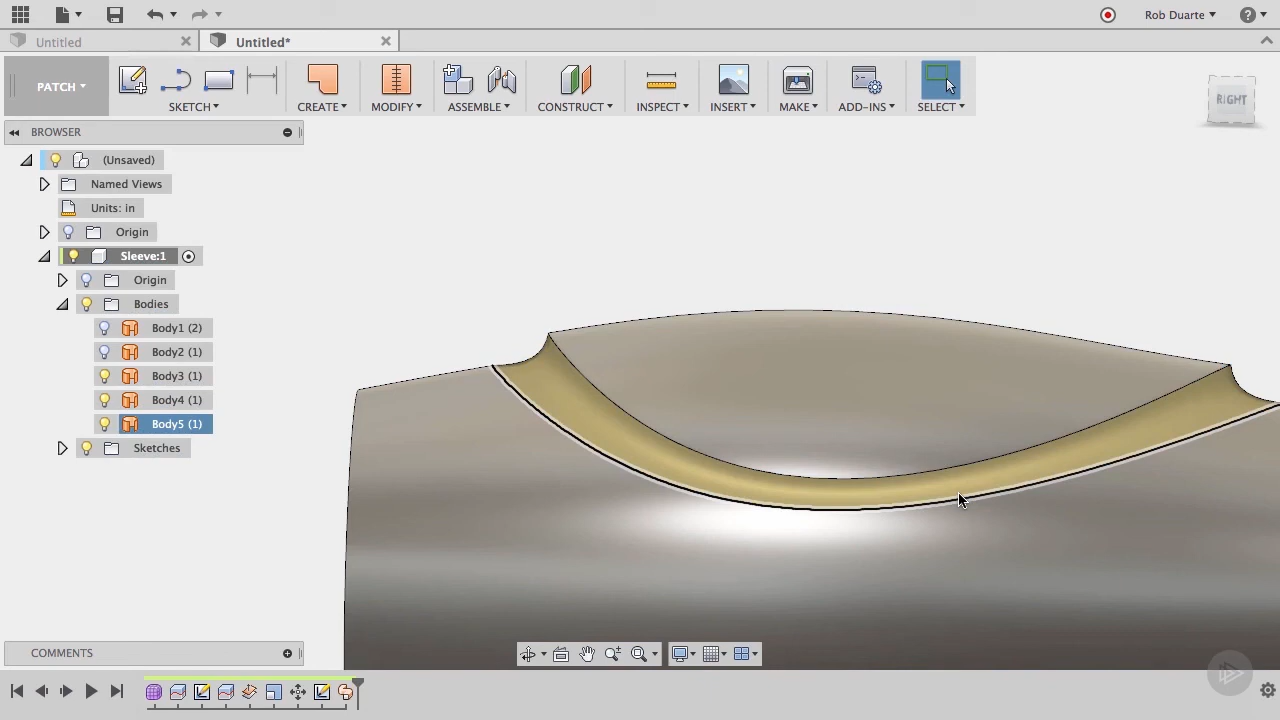 Rob Duarte
Untitled
Untitled*
PATCH
SKETCH
CREATE
MODIFY
ASSEMBLE
CONSTRUCT
INSPECT
INSERT
MAKE
ADD-INS
SELECT
RIGHT
BROWSER
(Unsaved)
Named Views
Units: in
Origin
Sleeve:1
Origin
Bodies
Body1 (2)
Body2 (1)
Body3 (1)
Body4 (1)
Body5 (1)
Sketches
COMMENTS